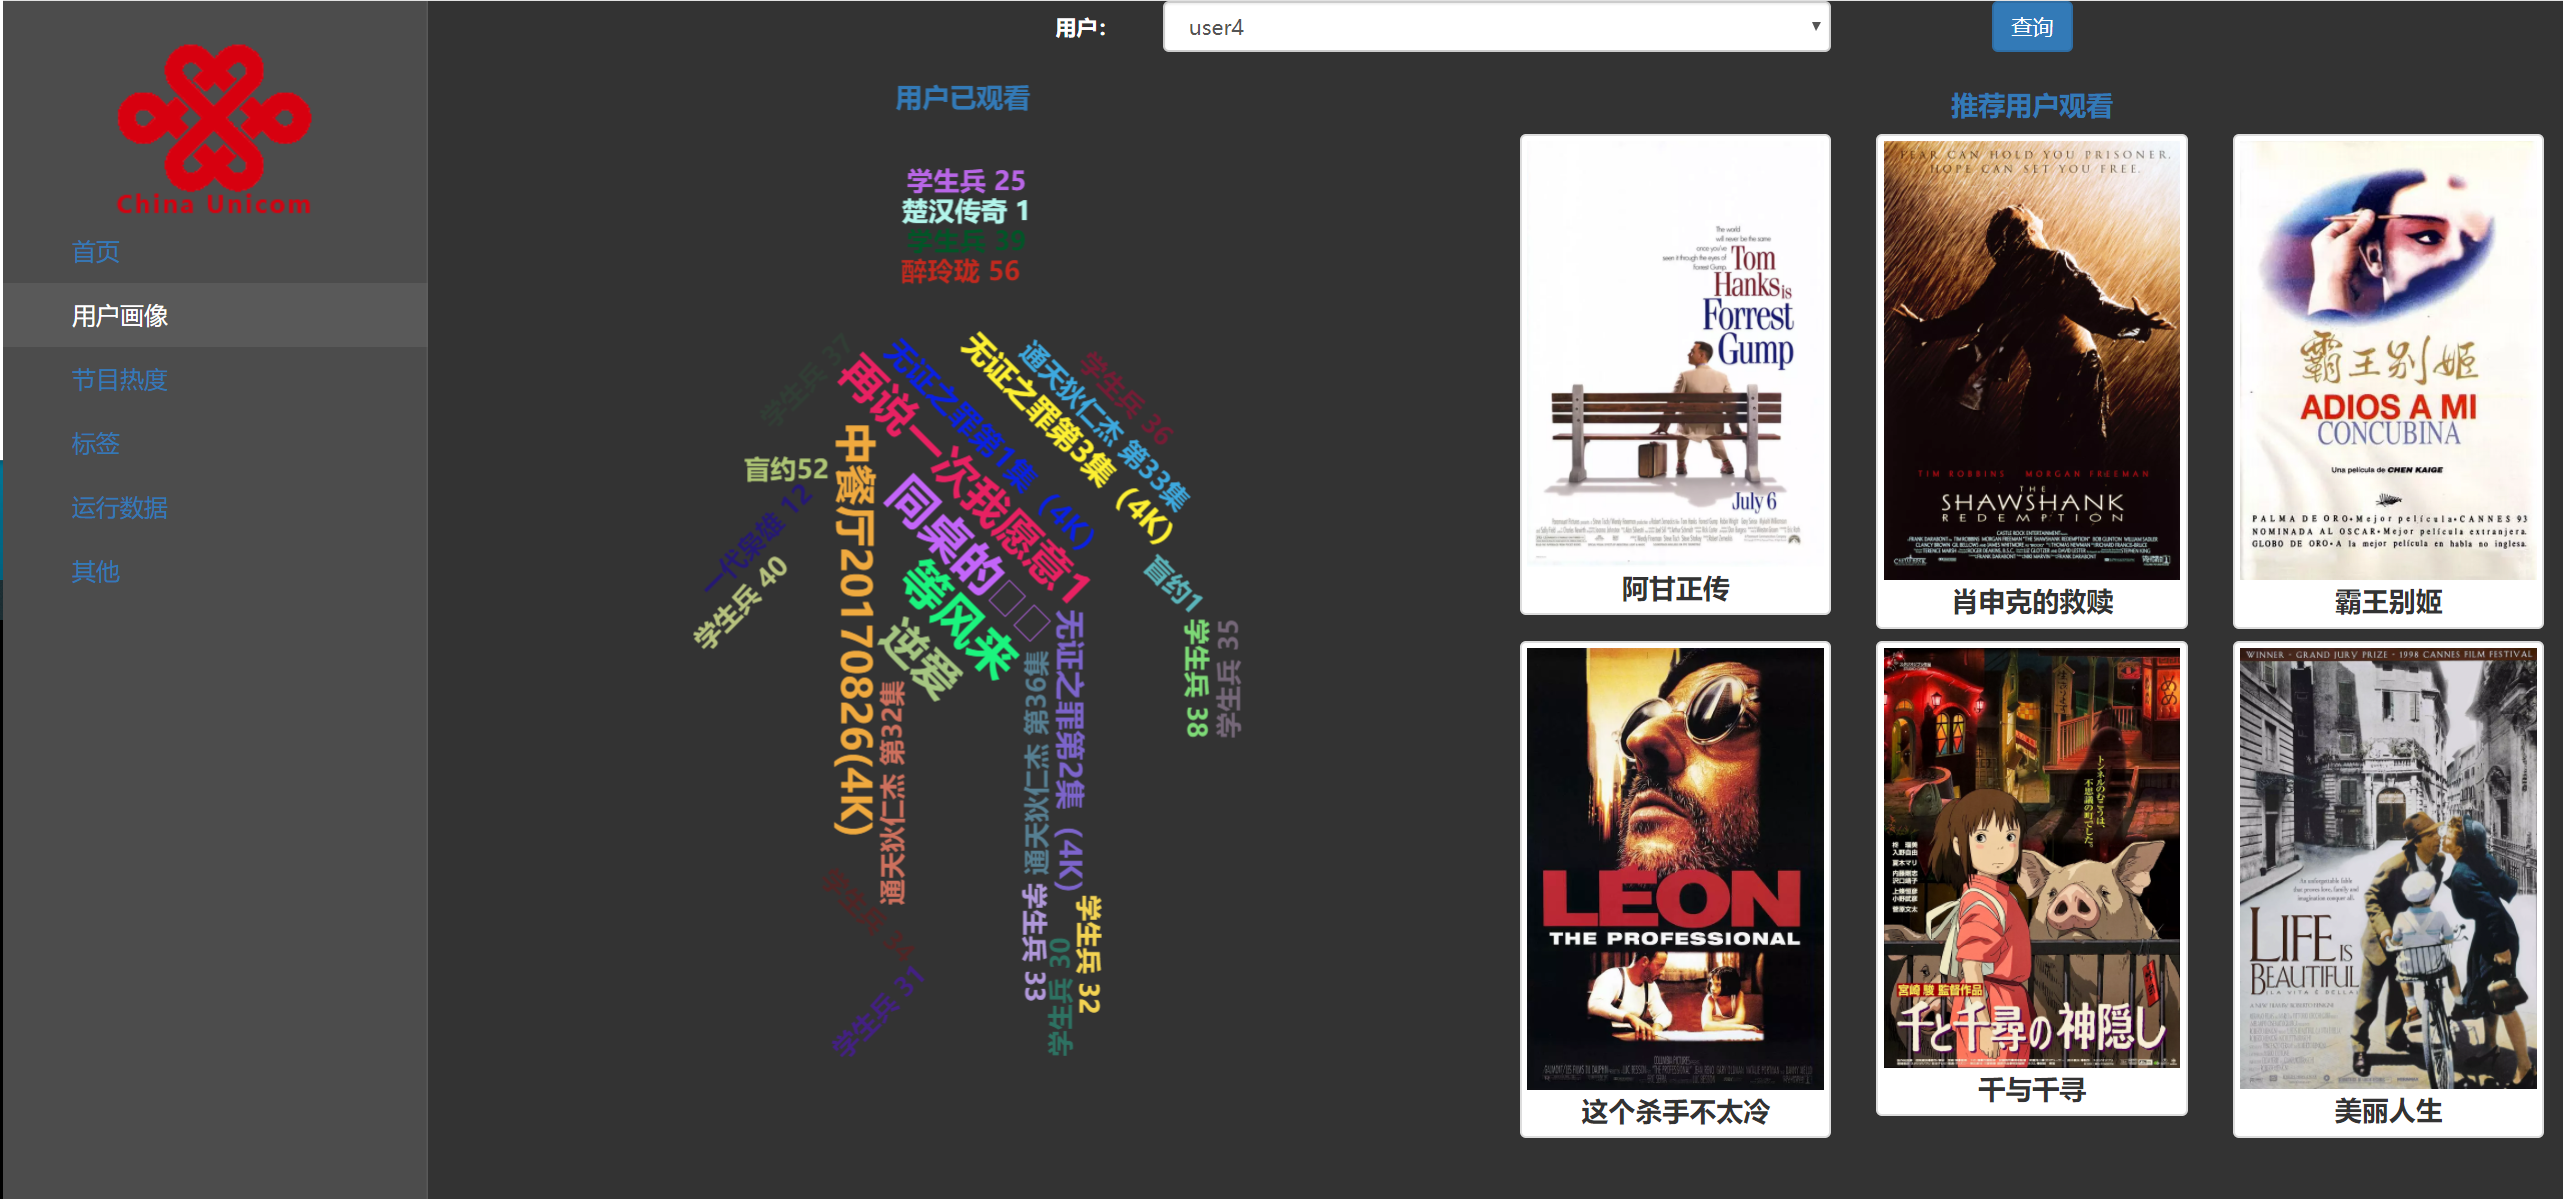 China Unicom
首页
用户画像
节目热度
标签
运行数据
其他
用户：
user4
查询
用户已观看
学生兵 25
楚汉传奇 1
学生兵 39
醉玲珑 56
学生兵 37
再说一次我愿意1
无证之罪第1集（4K）
无证之罪第3集（4K）
通天狄仁杰 第33集
学生兵 36
盲约52
中餐厅20170826(4K)
同桌的□□
等风来
逆爱
一代枭雄 12
学生兵 40
盲约1
学生兵 38
学生兵 35
无证之罪第2集（4K）
通天狄仁杰 第36集
通天狄仁杰 第32集
学生兵 34
学生兵 31
学生兵 33
学生兵 30
学生兵 32
推荐用户观看
The world
will never be the same
once you've
seen it through the eyes of
Forrest Gump.
Tom
Hanks is
Forrest
Gump
July 6
阿甘正传
FEAR CAN HOLD YOU PRISONER.
HOPE CAN SET YOU FREE.
TIM ROBBINS MORGAN FREEMAN
THE
SHAWSHANK
REDEMPTION
肖申克的救赎
霸王别姬
ADIOS A MI
CONCUBINA
Una película de CHEN KAIGE
PALMA DE ORO•Mejor película•CANNES 93
NOMINADA AL OSCAR•Mejor película extranjera.
GLOBO DE ORO•A la mejor película en habla no inglesa.
霸王别姬
LEON
THE PROFESSIONAL
这个杀手不太冷
トンネルのむこうは、
不思議の町でした。
宮崎駿監督作品
千と千尋の神隠し
千与千寻
WINNER - GRAND JURY PRIZE - 1998 CANNES FILM FESTIVAL
An unforgettable fable
that proves love, family and
imagination conquer all.
LIFE IS
BEAUTIFUL
(LA VITA È BELLA)
美丽人生